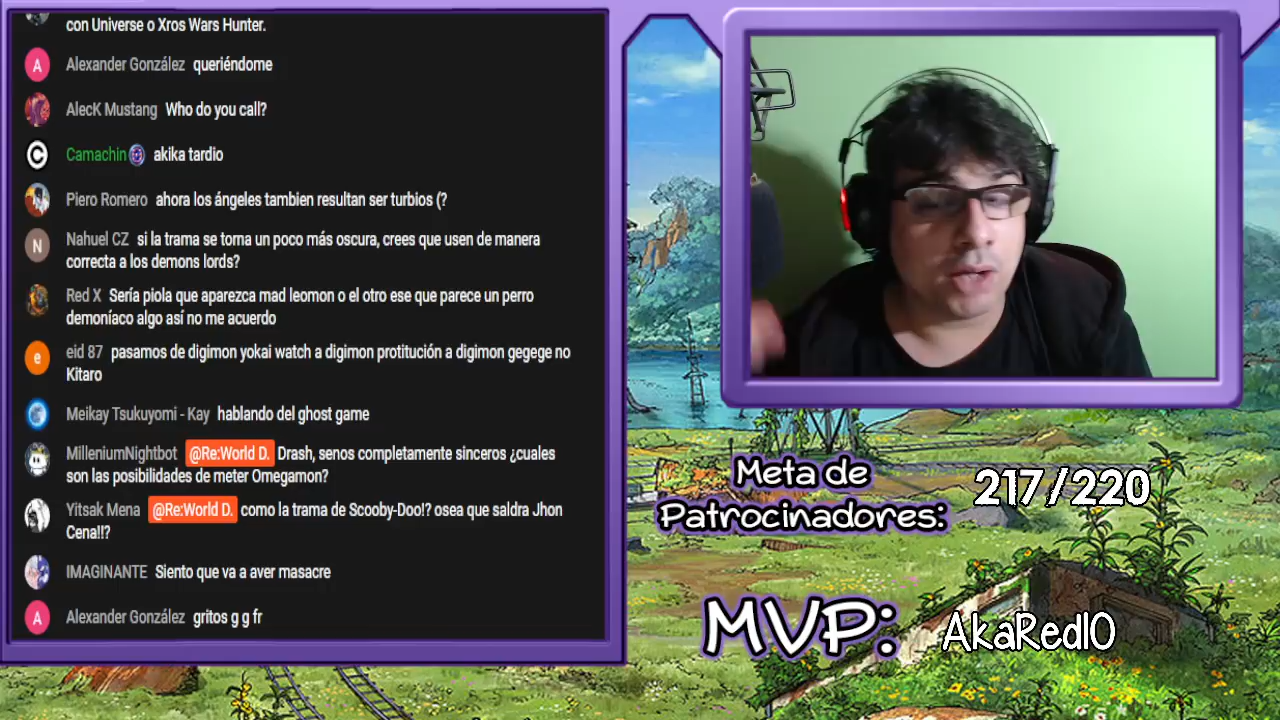 con Universe o Xros Wars Hunter.
A Alexander González queriéndome
AlecK Mustang Who do you call?
Camachin akika tardio
Piero Romero ahora los ángeles tambien resultan ser turbios (?
N Nahuel CZ si la trama se torna un poco más oscura, crees que usen de manera
correcta a los demons lords?
Red X Sería piola que aparezca mad leomon o el otro ese que parece un perro
demoníaco algo así no me acuerdo
e eid 87 pasamos de digimon yokai watch a digimon protitución a digimon gegege no
Kitaro
Meikay Tsukuyomi - Kay hablando del ghost game
MilleniumNightbot @Re:World D. Drash, senos completamente sinceros ¿cuales
son las posibilidades de meter Omegamon?
Yitsak Mena @Re:World D. como la trama de Scooby-Doo!? osea que saldra Jhon
Cena!!?
IMAGINANTE Siento que va a aver masacre
A Alexander González gritos g g fr
Meta de
Patrocinadores:
217/220
MVP:
AkaRed10